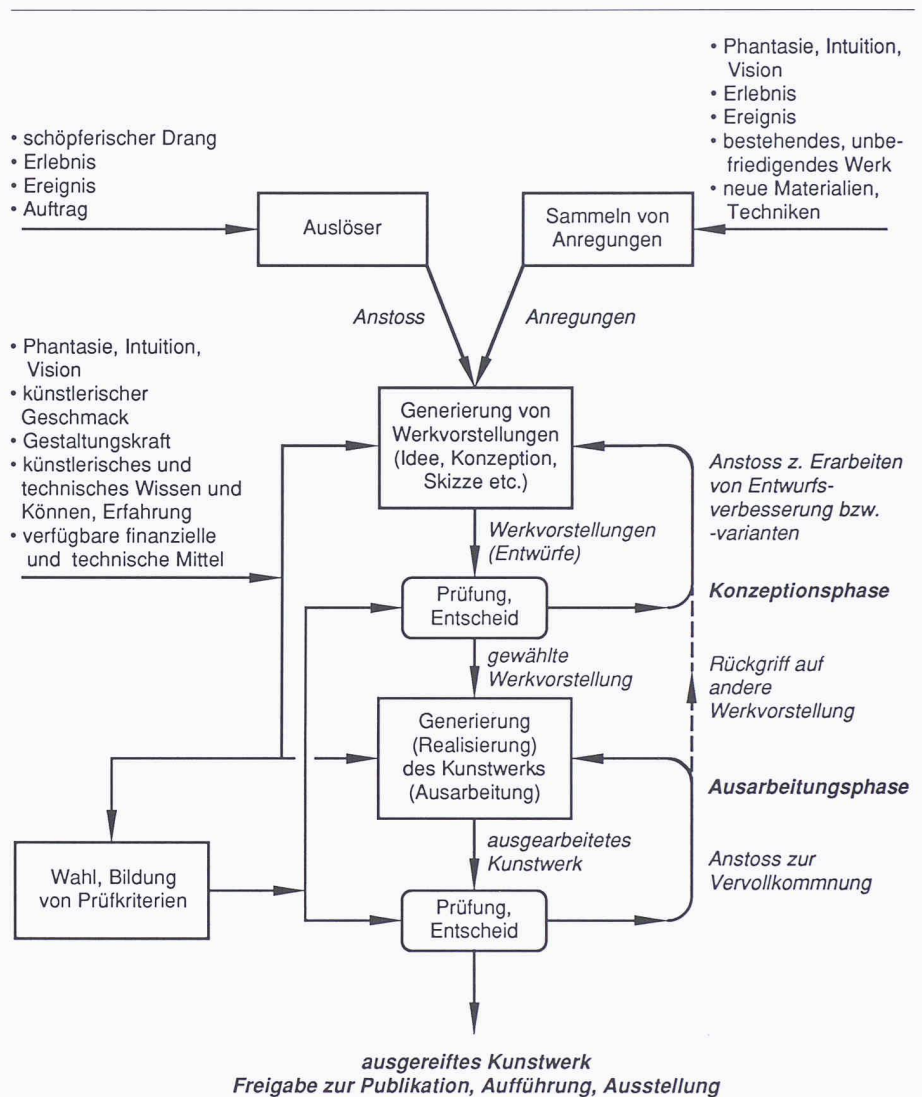 • Phantasie, Intuition,
Vision
• Erlebnis
• Ereignis
• bestehendes, unbe-
friedigendes Werk
• neue Materialien,
Techniken
• schöpferischer Drang
• Erlebnis
• Ereignis
• Auftrag
Auslöser
Sammeln von
Anregungen
Anstoss
Anregungen
• Phantasie, Intuition,
Vision
• künstlerischer
Geschmack
• Gestaltungskraft
• künstlerisches und
technisches Wissen und
Können, Erfahrung
• verfügbare finanzielle
und technische Mittel
Generierung von
Werkvorstellungen
(Idee, Konzeption,
Skizze etc.)
Anstoss z. Erarbeiten
von Entwurfs-
verbesserung bzw.
-varianten
Werkvorstellungen
(Entwürfe)
Prüfung,
Entscheid
Konzeptionsphase
gewählte
Werkvorstellung
Rückgriff auf
andere
Werkvorstellung
Generierung
(Realisierung)
des Kunstwerks
(Ausarbeitung)
Ausarbeitungsphase
ausgearbeitetes
Kunstwerk
Anstoss zur
Vervollkommnung
Wahl, Bildung
von Prüfkriterien
Prüfung,
Entscheid
ausgereiftes Kunstwerk
Freigabe zur Publikation, Aufführung, Ausstellung